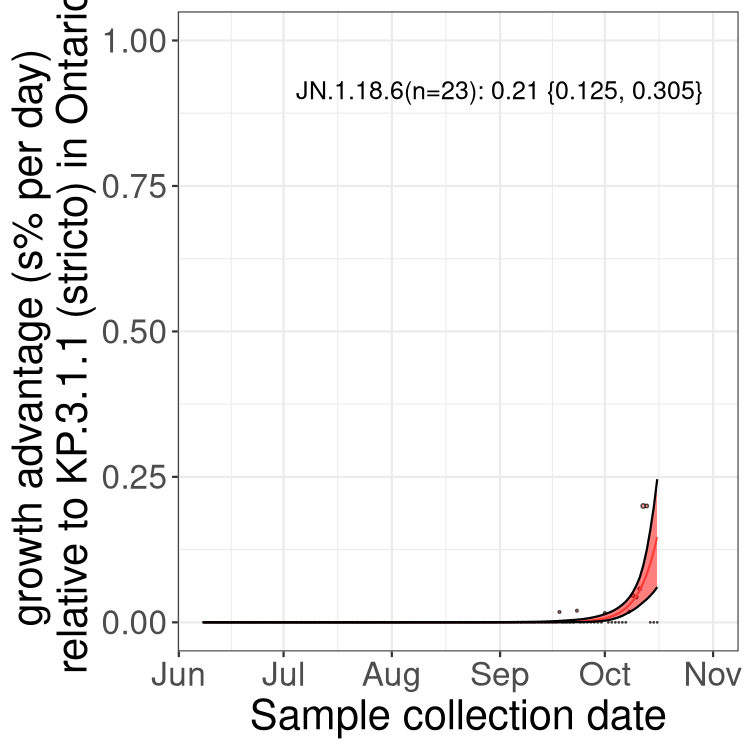 growth advantage (s% per day)
relative to KP.3.1.1 (stricto) in Ontario
1.00
0.75
0.50
0.25
0.00
JN.1.18.6(n=23): 0.21 {0.125, 0.305}
Jun Jul Aug Sep Oct Nov
Sample collection date